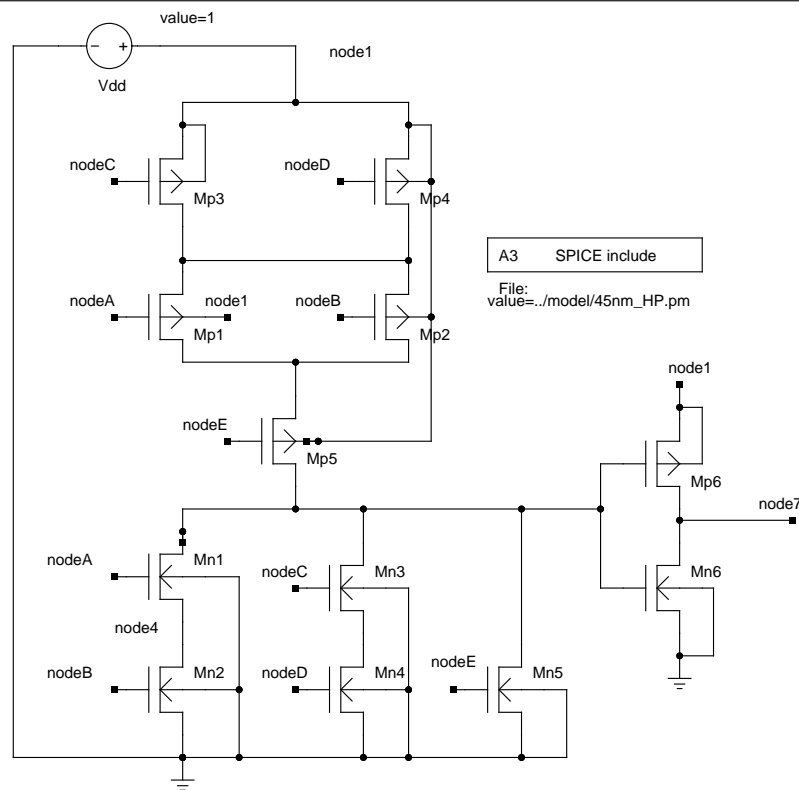 value=1
node1
Vdd
nodeC
nodeD
Mp3
Mp4
A3 SPICE include
File:
value=../model/45nm_HP.pm
nodeA
node1
nodeB
Mp1
Mp2
node1
nodeE
Mp5
Mp6
node7
nodeA
Mn1
nodeC
Mn3
Mn6
node4
nodeB
Mn2
nodeD
Mn4
nodeE
Mn5